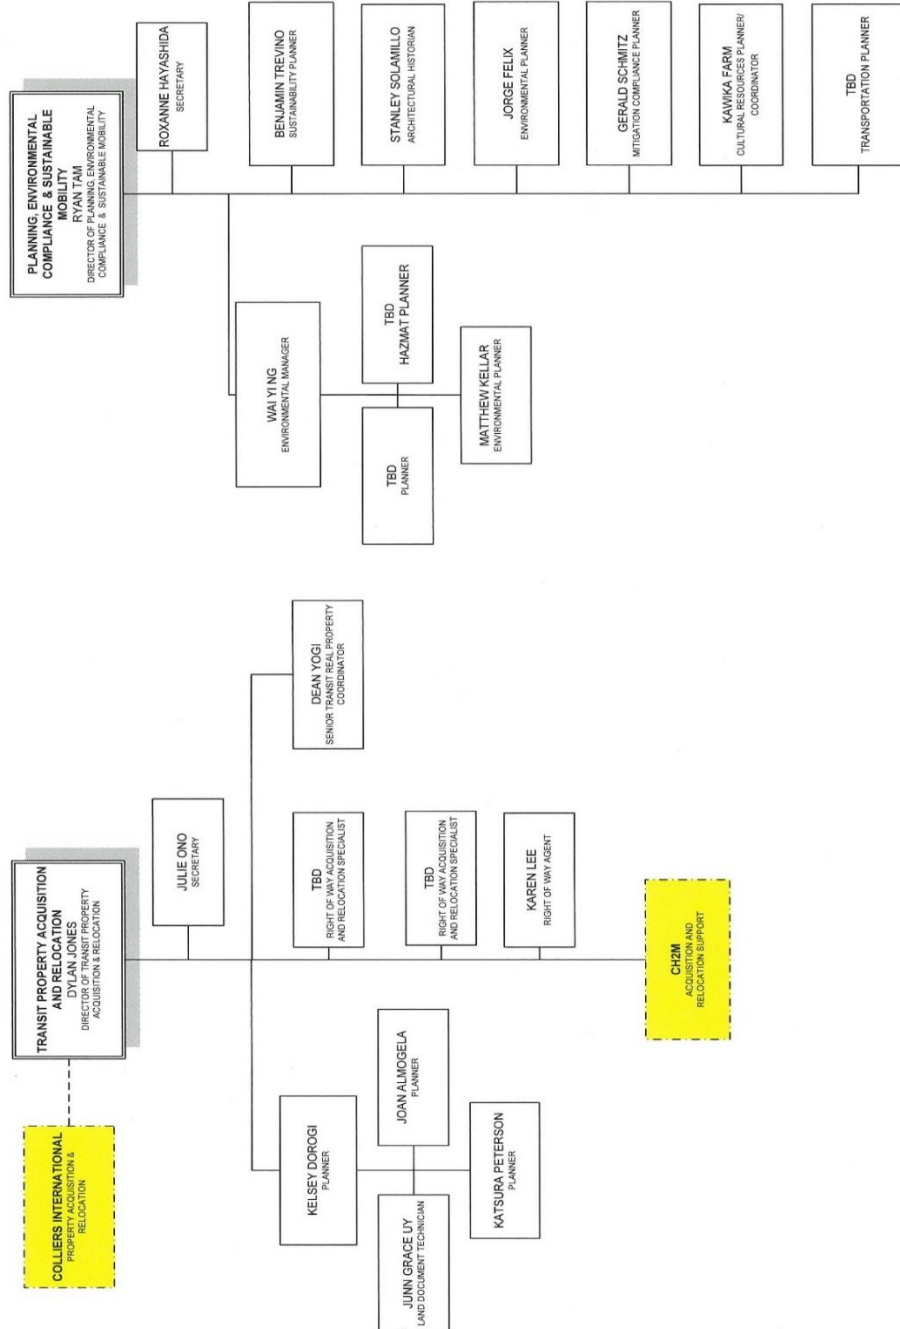 COLLIERS INTERNATIONAL
PROPERTY ACQUISITION &
RELOCATION
TRANSIT PROPERTY ACQUISITION
AND RELOCATION
DYLAN JONES
DIRECTOR OF TRANSIT PROPERTY
ACQUISITION & RELOCATION
JULIE ONO
SECRETARY
KELSEY DOROGI
PLANNER
JUNN GRACE UY
LAND DOCUMENT TECHNICIAN
JOAN ALMOGELA
PLANNER
KATSURA PETERSON
PLANNER
TBD
RIGHT OF WAY ACQUISITION
AND RELOCATION SPECIALIST
TBD
RIGHT OF WAY ACQUISITION
AND RELOCATION SPECIALIST
KAREN LEE
RIGHT OF WAY AGENT
CH2M
ACQUISITION AND
RELOCATION SUPPORT
DEAN YOGI
SENIOR TRANSIT REAL PROPERTY
COORDINATOR
PLANNING, ENVIRONMENTAL
COMPLIANCE & SUSTAINABLE
MOBILITY
RYAN TAM
DIRECTOR OF PLANNING, ENVIRONMENTAL
COMPLIANCE & SUSTAINABLE MOBILITY
ROXANNE HAYASHIDA
SECRETARY
WAI YI NG
ENVIRONMENTAL MANAGER
TBD
PLANNER
TBD
HAZMAT PLANNER
MATTHEW KELLAR
ENVIRONMENTAL PLANNER
BENJAMIN TREVINO
SUSTAINABILITY PLANNER
STANLEY SOLAMILLO
ARCHITECTURAL HISTORIAN
JORGE FELIX
ENVIRONMENTAL PLANNER
GERALD SCHMITZ
MITIGATION COMPLIANCE PLANNER
KAWIKA FARM
CULTURAL RESOURCES PLANNER/
COORDINATOR
TBD
TRANSPORTATION PLANNER